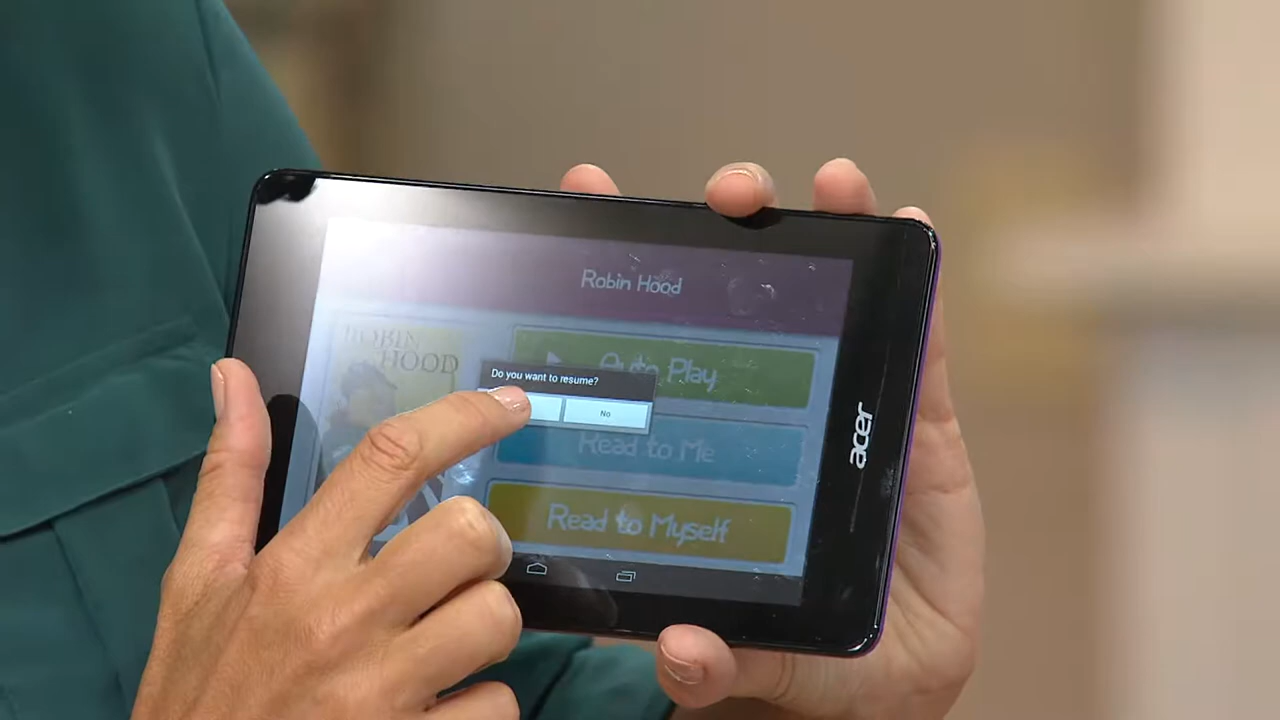 Robin Hood
ROBIN
HOOD
Auto Play
Do you want to resume?
No
Read to Me
Read to Myself
acer